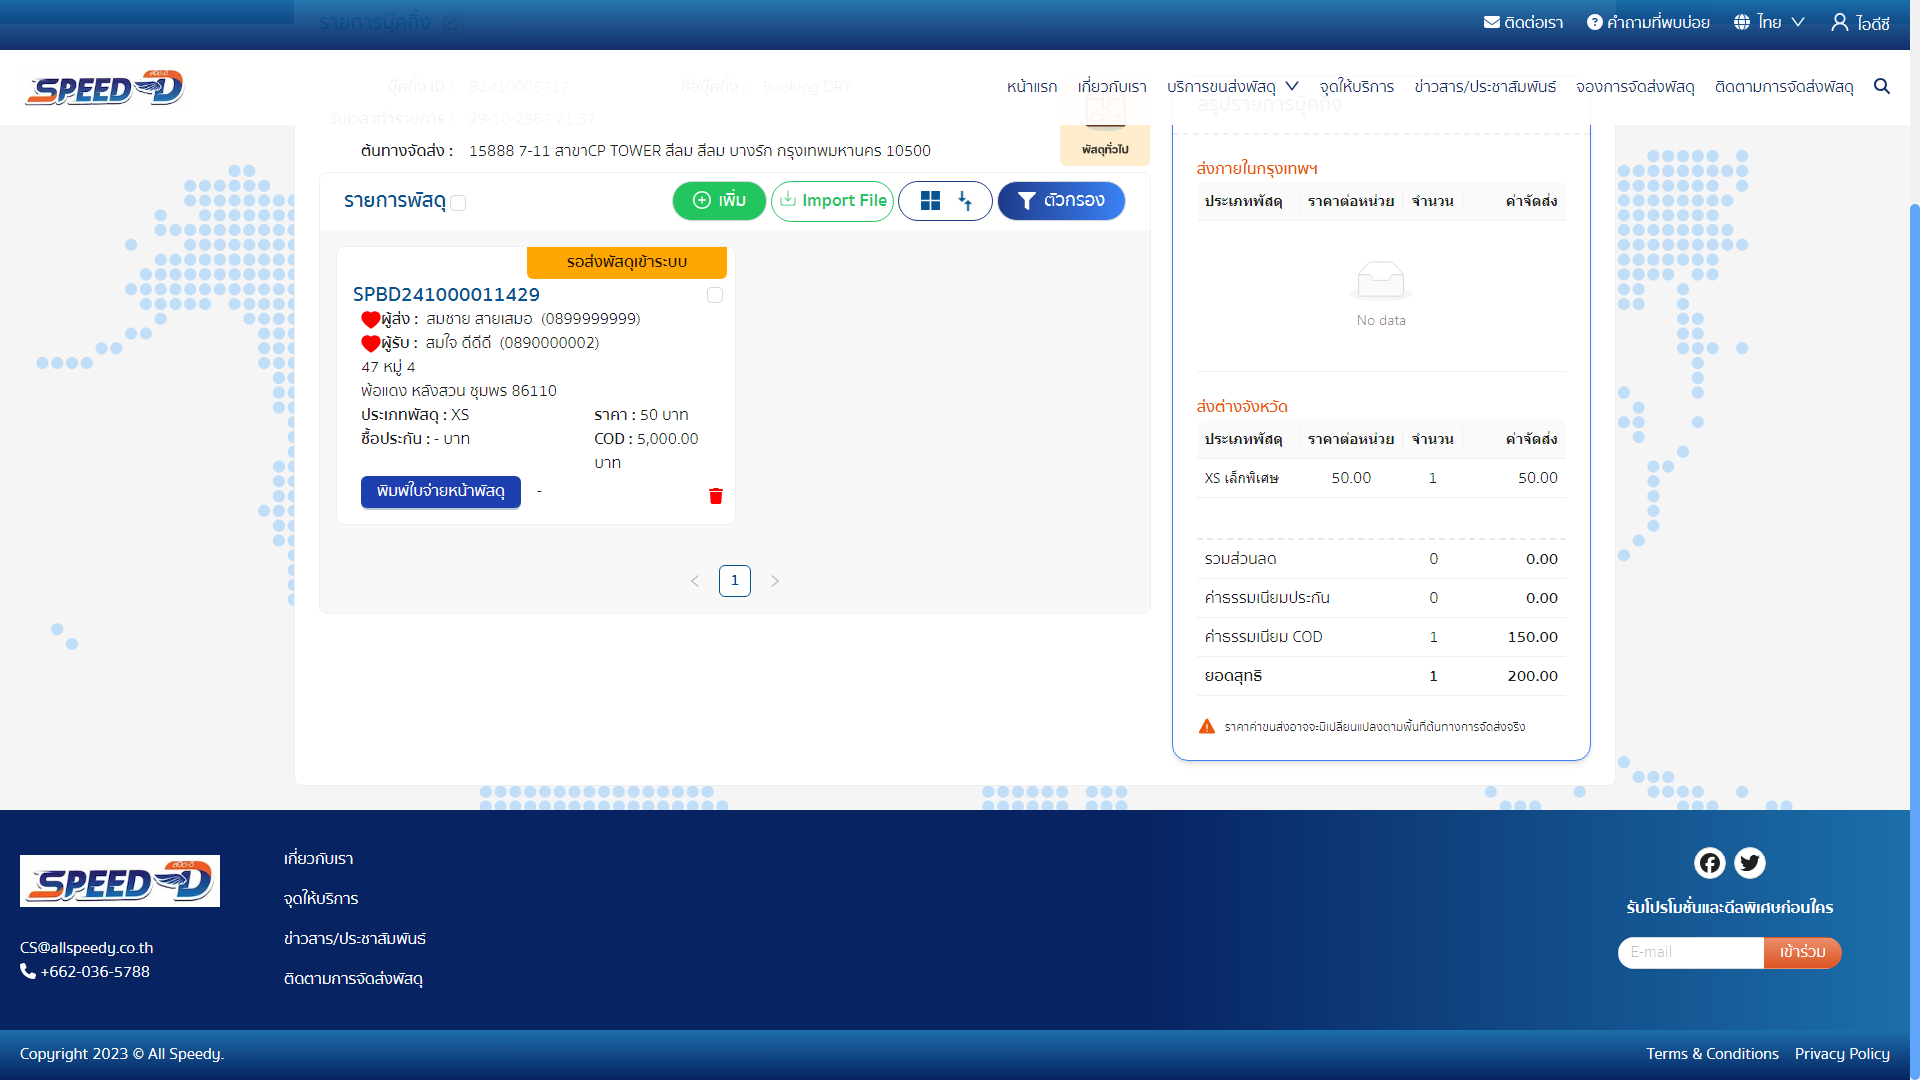 รายการบุ๊คกิ้ง
ติดต่อเรา
คำถามที่พบบ่อย
ไทย
ไอดีซี
SPEED-D
สปีด-ดี
หน้าแรก
เกี่ยวกับเรา
บริการขนส่งพัสดุ
จุดให้บริการ
ข่าวสาร/ประชาสัมพันธ์
จองการจัดส่งพัสดุ
ติดตามการจัดส่งพัสดุ
บุ๊คกิ้ง ID :
ชื่อบุ๊คกิ้ง : Booking DRY
วันเวลาทำรายการ : 29-10-2567 21:57
ต้นทางจัดส่ง : 15888 7-11 สาขาCP TOWER สีลม สีลม บางรัก กรุงเทพมหานคร 10500
พัสดุทั่วไป
รายการพัสดุ
เพิ่ม
Import File
ตัวกรอง
รอส่งพัสดุเข้าระบบ
SPBD241000011429
ผู้ส่ง : สมชาย สายเสมอ (0899999999)
ผู้รับ : สมใจ ดีดีดี (0890000002)
47 หมู่ 4
พ้อแดง หลังสวน ชุมพร 86110
ประเภทพัสดุ : XS
ราคา : 50 บาท
ซื้อประกัน : - บาท
COD : 5,000.00
บาท
พิมพ์ใบจ่ายหน้าพัสดุ
-
1
สรุปรายการบุ๊คกิ้ง
ส่งภายในกรุงเทพฯ
ประเภทพัสดุ ราคาต่อหน่วย จำนวน ค่าจัดส่ง
No data
ส่งต่างจังหวัด
ประเภทพัสดุ ราคาต่อหน่วย จำนวน ค่าจัดส่ง
XS เล็กพิเศษ 50.00 1 50.00
รวมส่วนลด 0 0.00
ค่าธรรมเนียมประกัน 0 0.00
ค่าธรรมเนียม COD 1 150.00
ยอดสุทธิ 1 200.00
ราคาค่าขนส่งอาจจะมีเปลี่ยนแปลงตามพื้นที่ต้นทางการจัดส่งจริง
SPEED-D
สปีด-ดี
CS@allspeedy.co.th
+662-036-5788
เกี่ยวกับเรา
จุดให้บริการ
ข่าวสาร/ประชาสัมพันธ์
ติดตามการจัดส่งพัสดุ
รับโปรโมชั่นและดีลพิเศษก่อนใคร
E-mail
เข้าร่วม
Copyright 2023 © All Speedy.
Terms & Conditions
Privacy Policy